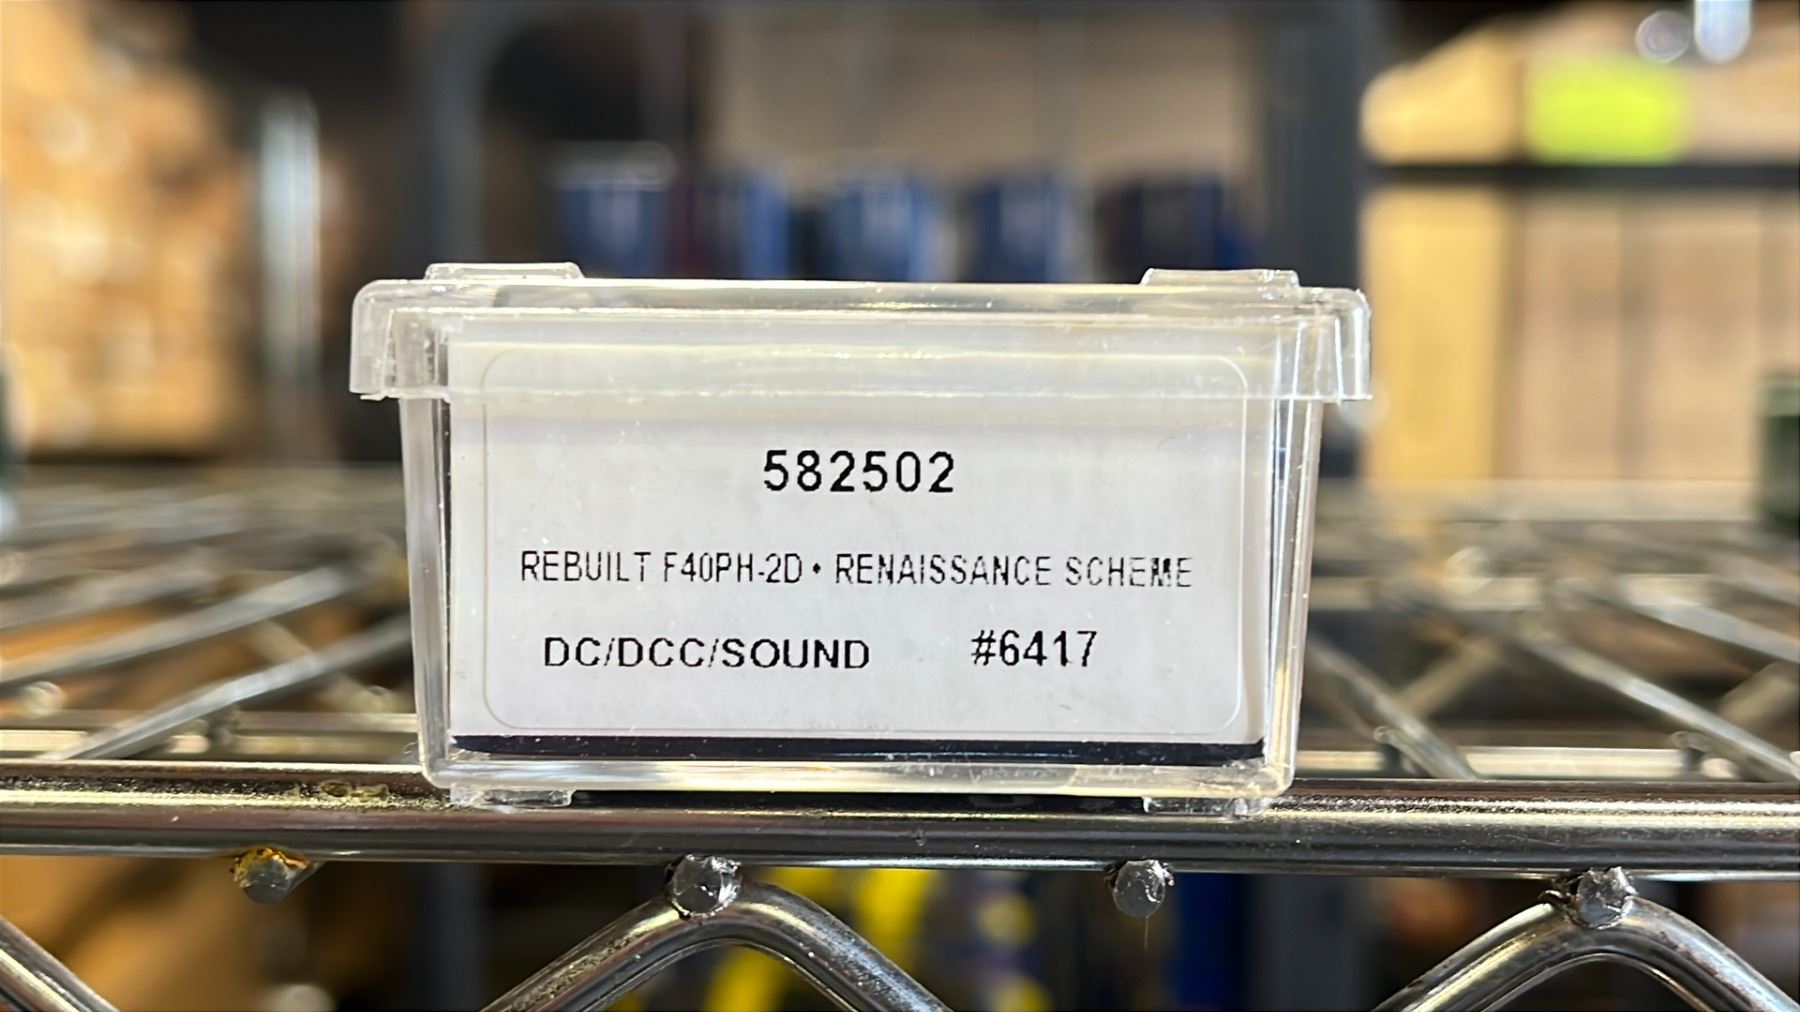 582502
REBUILT F40PH-2D • RENAISSANCE SCHEME
DC/DCC/SOUND #6417